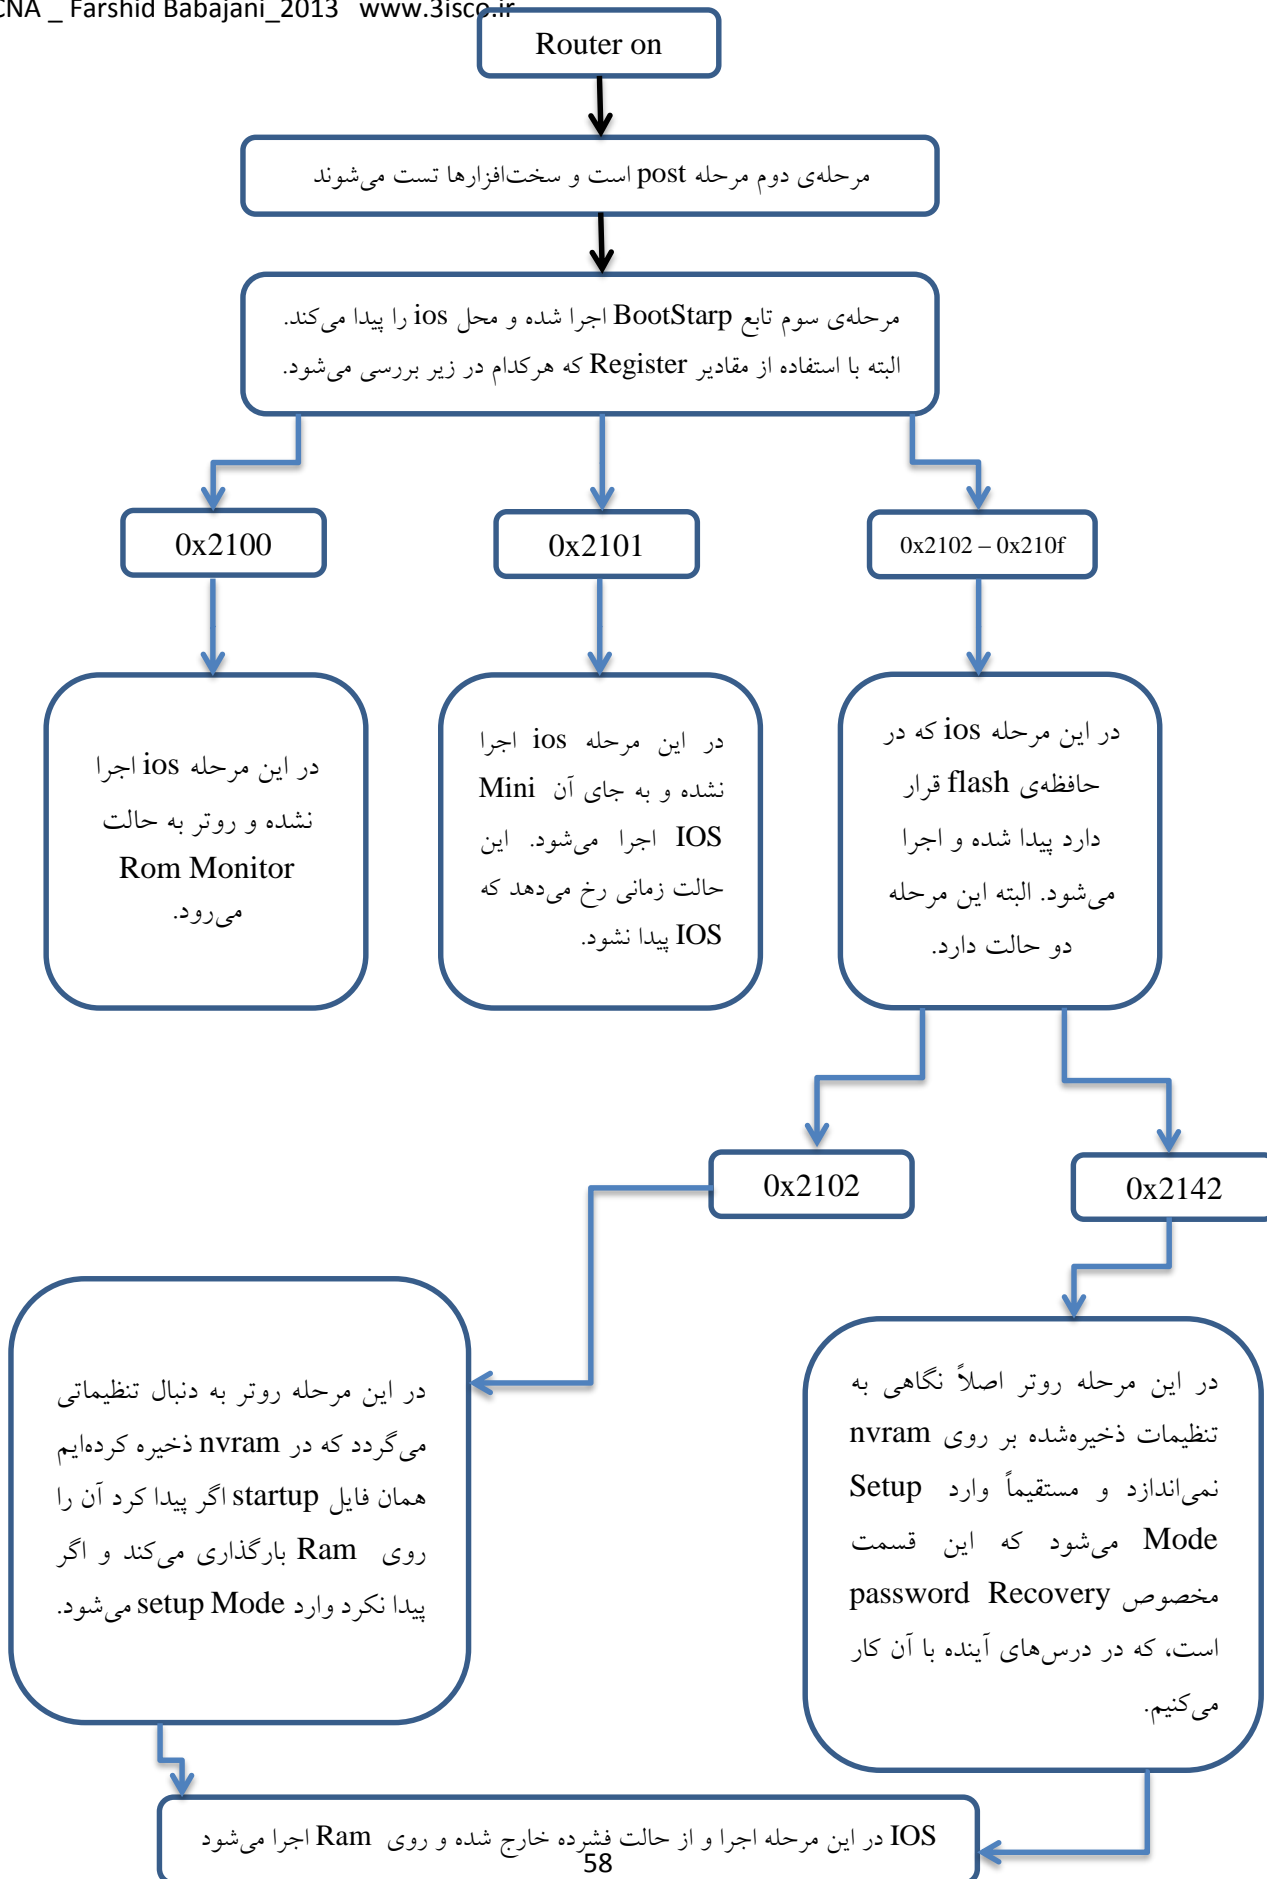 CNA _ Farshid Babajani_2013 www.3isco.ir
Router on
مرحله‌ی دوم مرحله post است و سخت‌افزارها تست می‌شوند
مرحله‌ی سوم تابع BootStarp اجرا شده و محل ios را پیدا می‌کند.
البته با استفاده از مقادیر Register که هرکدام در زیر بررسی می‌شود.
0x2100
0x2101
0x2102 – 0x210f
در این مرحله ios اجرا
نشده و روتر به حالت
Rom Monitor
می‌رود.
در این مرحله ios اجرا
نشده و به جای آن Mini
IOS اجرا می‌شود. این
حالت زمانی رخ می‌دهد که
IOS پیدا نشود.
در این مرحله ios که در
حافظه‌ی flash قرار
دارد پیدا شده و اجرا
می‌شود. البته این مرحله
دو حالت دارد.
0x2102
0x2142
در این مرحله روتر به دنبال تنظیماتی
می‌گردد که در nvram ذخیره کرده‌ایم
همان فایل startup اگر پیدا کرد آن را
روی Ram بارگذاری می‌کند و اگر
پیدا نکرد وارد setup Mode می‌شود.
در این مرحله روتر اصلاً نگاهی به
تنظیمات ذخیره‌شده بر روی nvram
نمی‌اندازد و مستقیماً وارد Setup
Mode می‌شود که این قسمت
مخصوص password Recovery
است، که در درس‌های آینده با آن کار
می‌کنیم.
IOS در این مرحله اجرا و از حالت فشرده خارج شده و روی Ram اجرا می‌شود
58